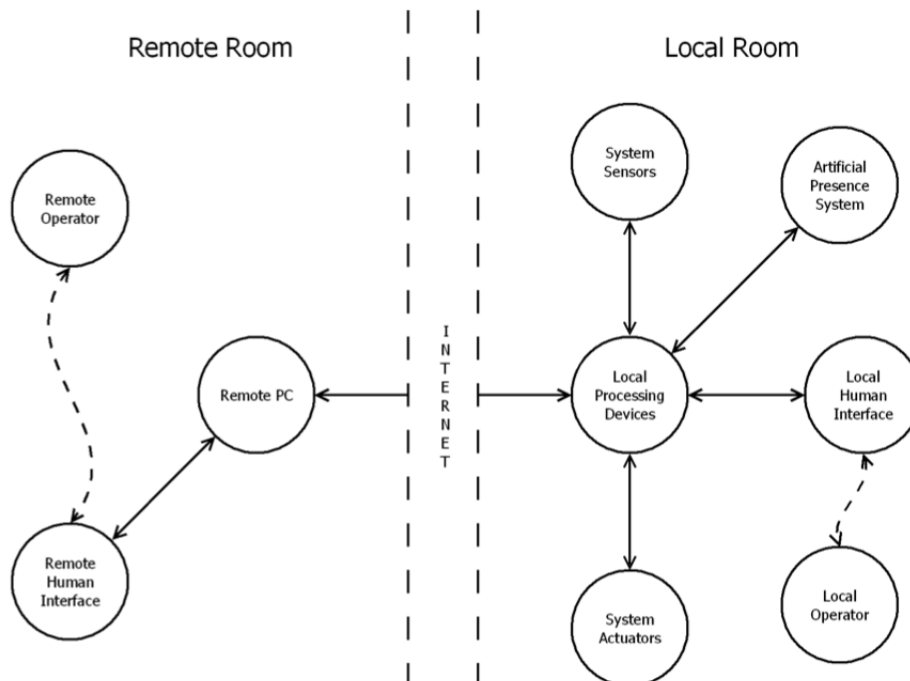 Remote Room
Local Room
Remote
Operator
Remote PC
Remote
Human
Interface
INTERNET
System
Sensors
Artificial
Presence
System
Local
Processing
Devices
Local
Human
Interface
System
Actuators
Local
Operator